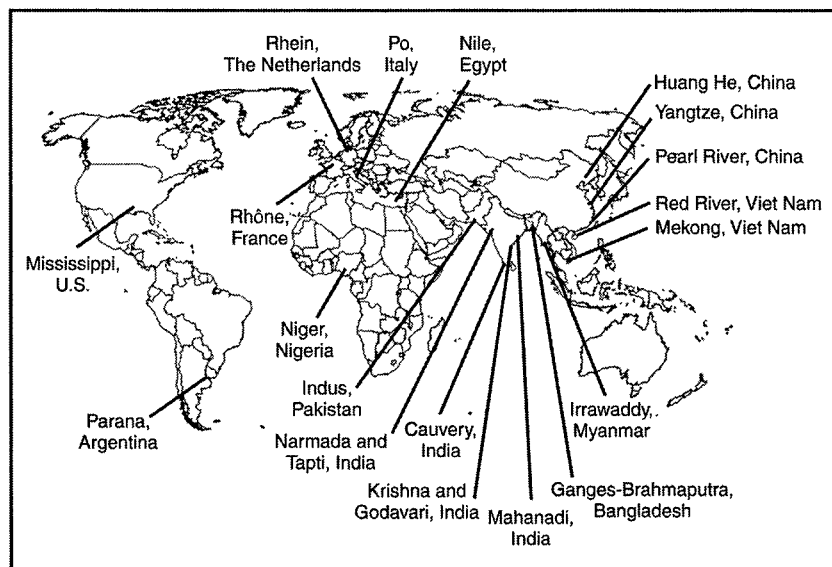 Rhein,
The Netherlands
Po,
Italy
Nile,
Egypt
Huang He, China
Yangtze, China
Pearl River, China
Red River, Viet Nam
Mekong, Viet Nam
Rhône,
France
Mississippi,
U.S.
Niger,
Nigeria
Parana,
Argentina
Indus,
Pakistan
Narmada and
Tapti, India
Cauvery,
India
Krishna and
Godavari, India
Mahanadi,
India
Ganges-Brahmaputra,
Bangladesh
Irrawaddy,
Myanmar